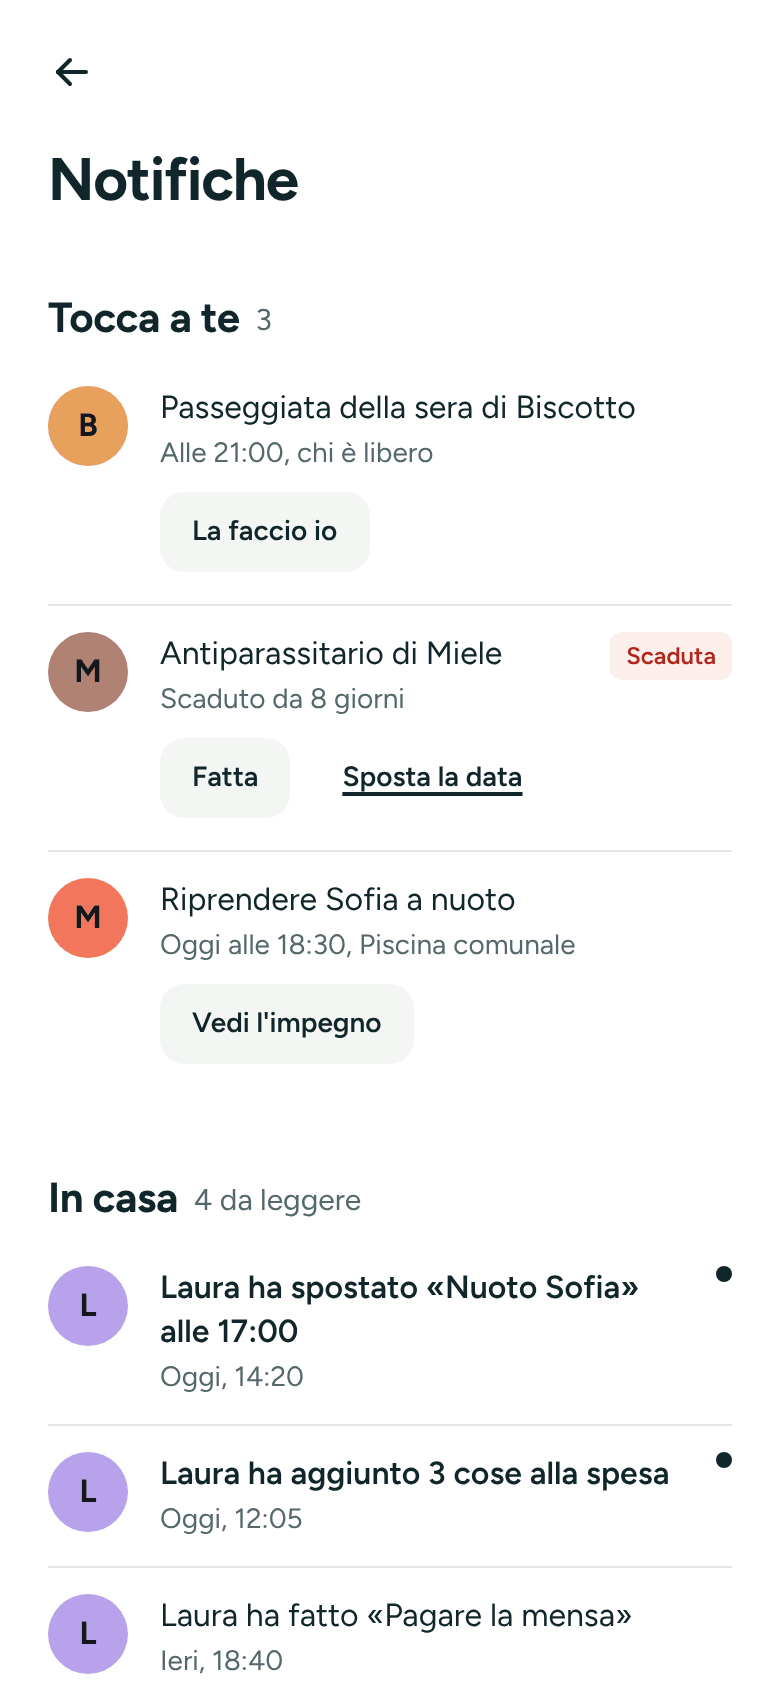 Notifiche
Tocca a te 3
B
Passeggiata della sera di Biscotto
Alle 21:00, chi è libero
La faccio io
M
Antiparassitario di Miele
Scaduta
Scaduto da 8 giorni
Fatta
Sposta la data
M
Riprendere Sofia a nuoto
Oggi alle 18:30, Piscina comunale
Vedi l'impegno
In casa 4 da leggere
L
Laura ha spostato «Nuoto Sofia»
alle 17:00
Oggi, 14:20
L
Laura ha aggiunto 3 cose alla spesa
Oggi, 12:05
L
Laura ha fatto «Pagare la mensa»
Ieri, 18:40